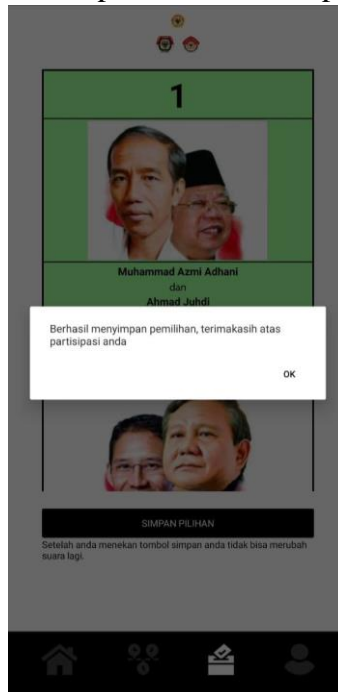 1
Muhammad Azmi Adhani
dan
Ahmad Juhdi
Berhasil menyimpan pemilihan, terimakasih atas
partisipasi anda
OK
SIMPAN PILIHAN
Setelah anda menekan tombol simpan anda tidak bisa merubah
suara lagi.